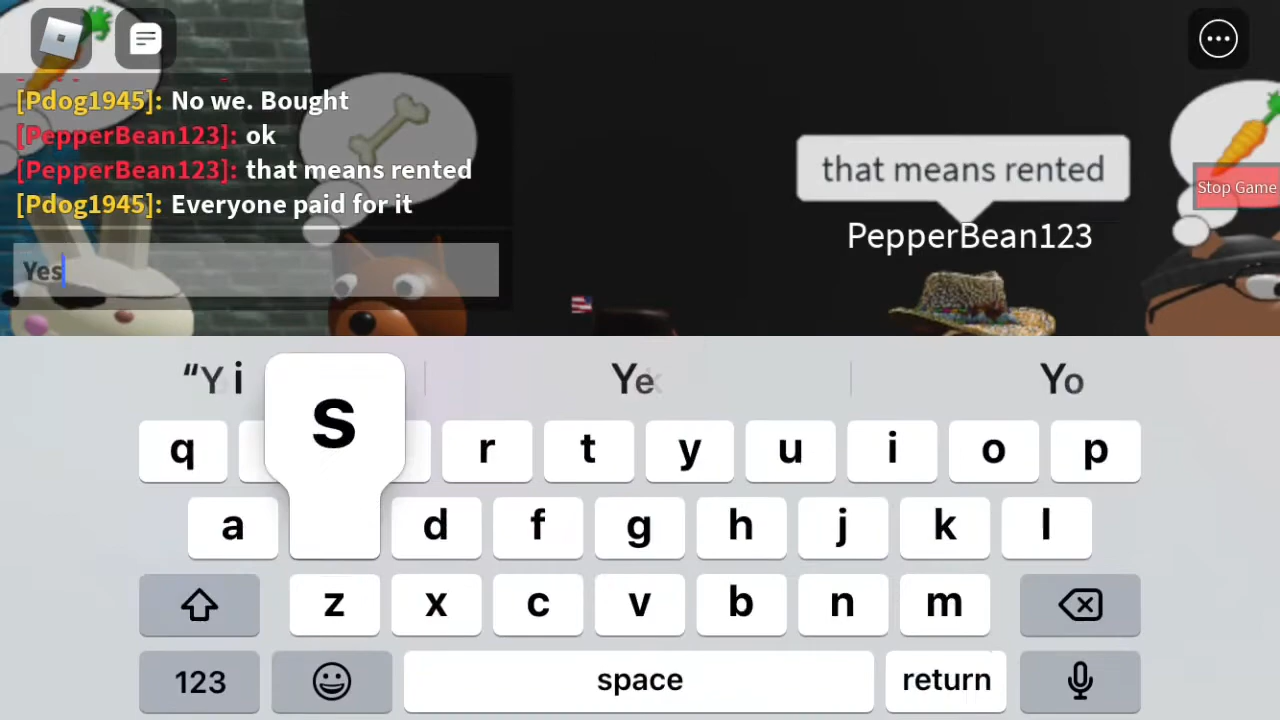 [Pdog1945]: No we. Bought
[PepperBean123]: ok
[PepperBean123]: that means rented
[Pdog1945]: Everyone paid for it
Yes
that means rented
PepperBean123
Stop Game
“Y i
Ye
Yo
s
q r t y u i o p
a d f g h j k l
z x c v b n m
123 space return